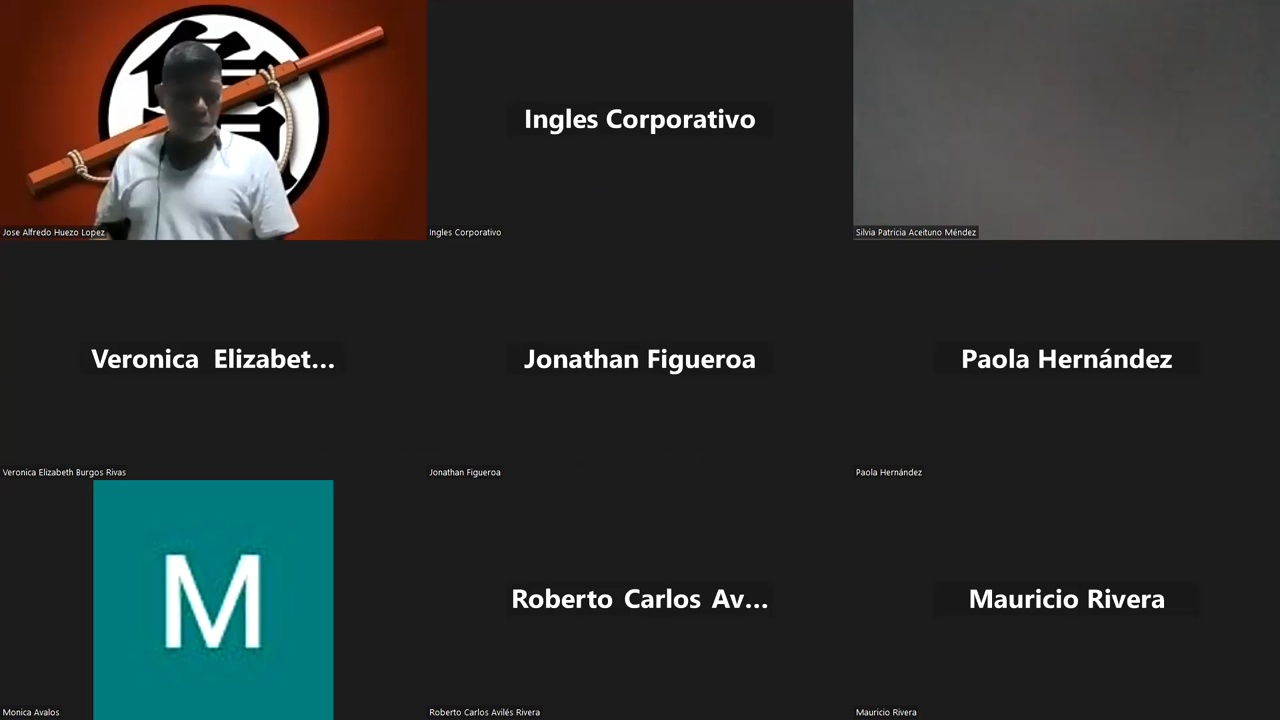 Jose Alfredo Huezo Lopez
Ingles Corporativo
Ingles Corporativo
Silvia Patricia Aceituno Méndez
Veronica Elizabet...
Veronica Elizabeth Burgos Rivas
Jonathan Figueroa
Jonathan Figueroa
Paola Hernández
Paola Hernández
M
Monica Avalos
Roberto Carlos Av...
Roberto Carlos Avilés Rivera
Mauricio Rivera
Mauricio Rivera